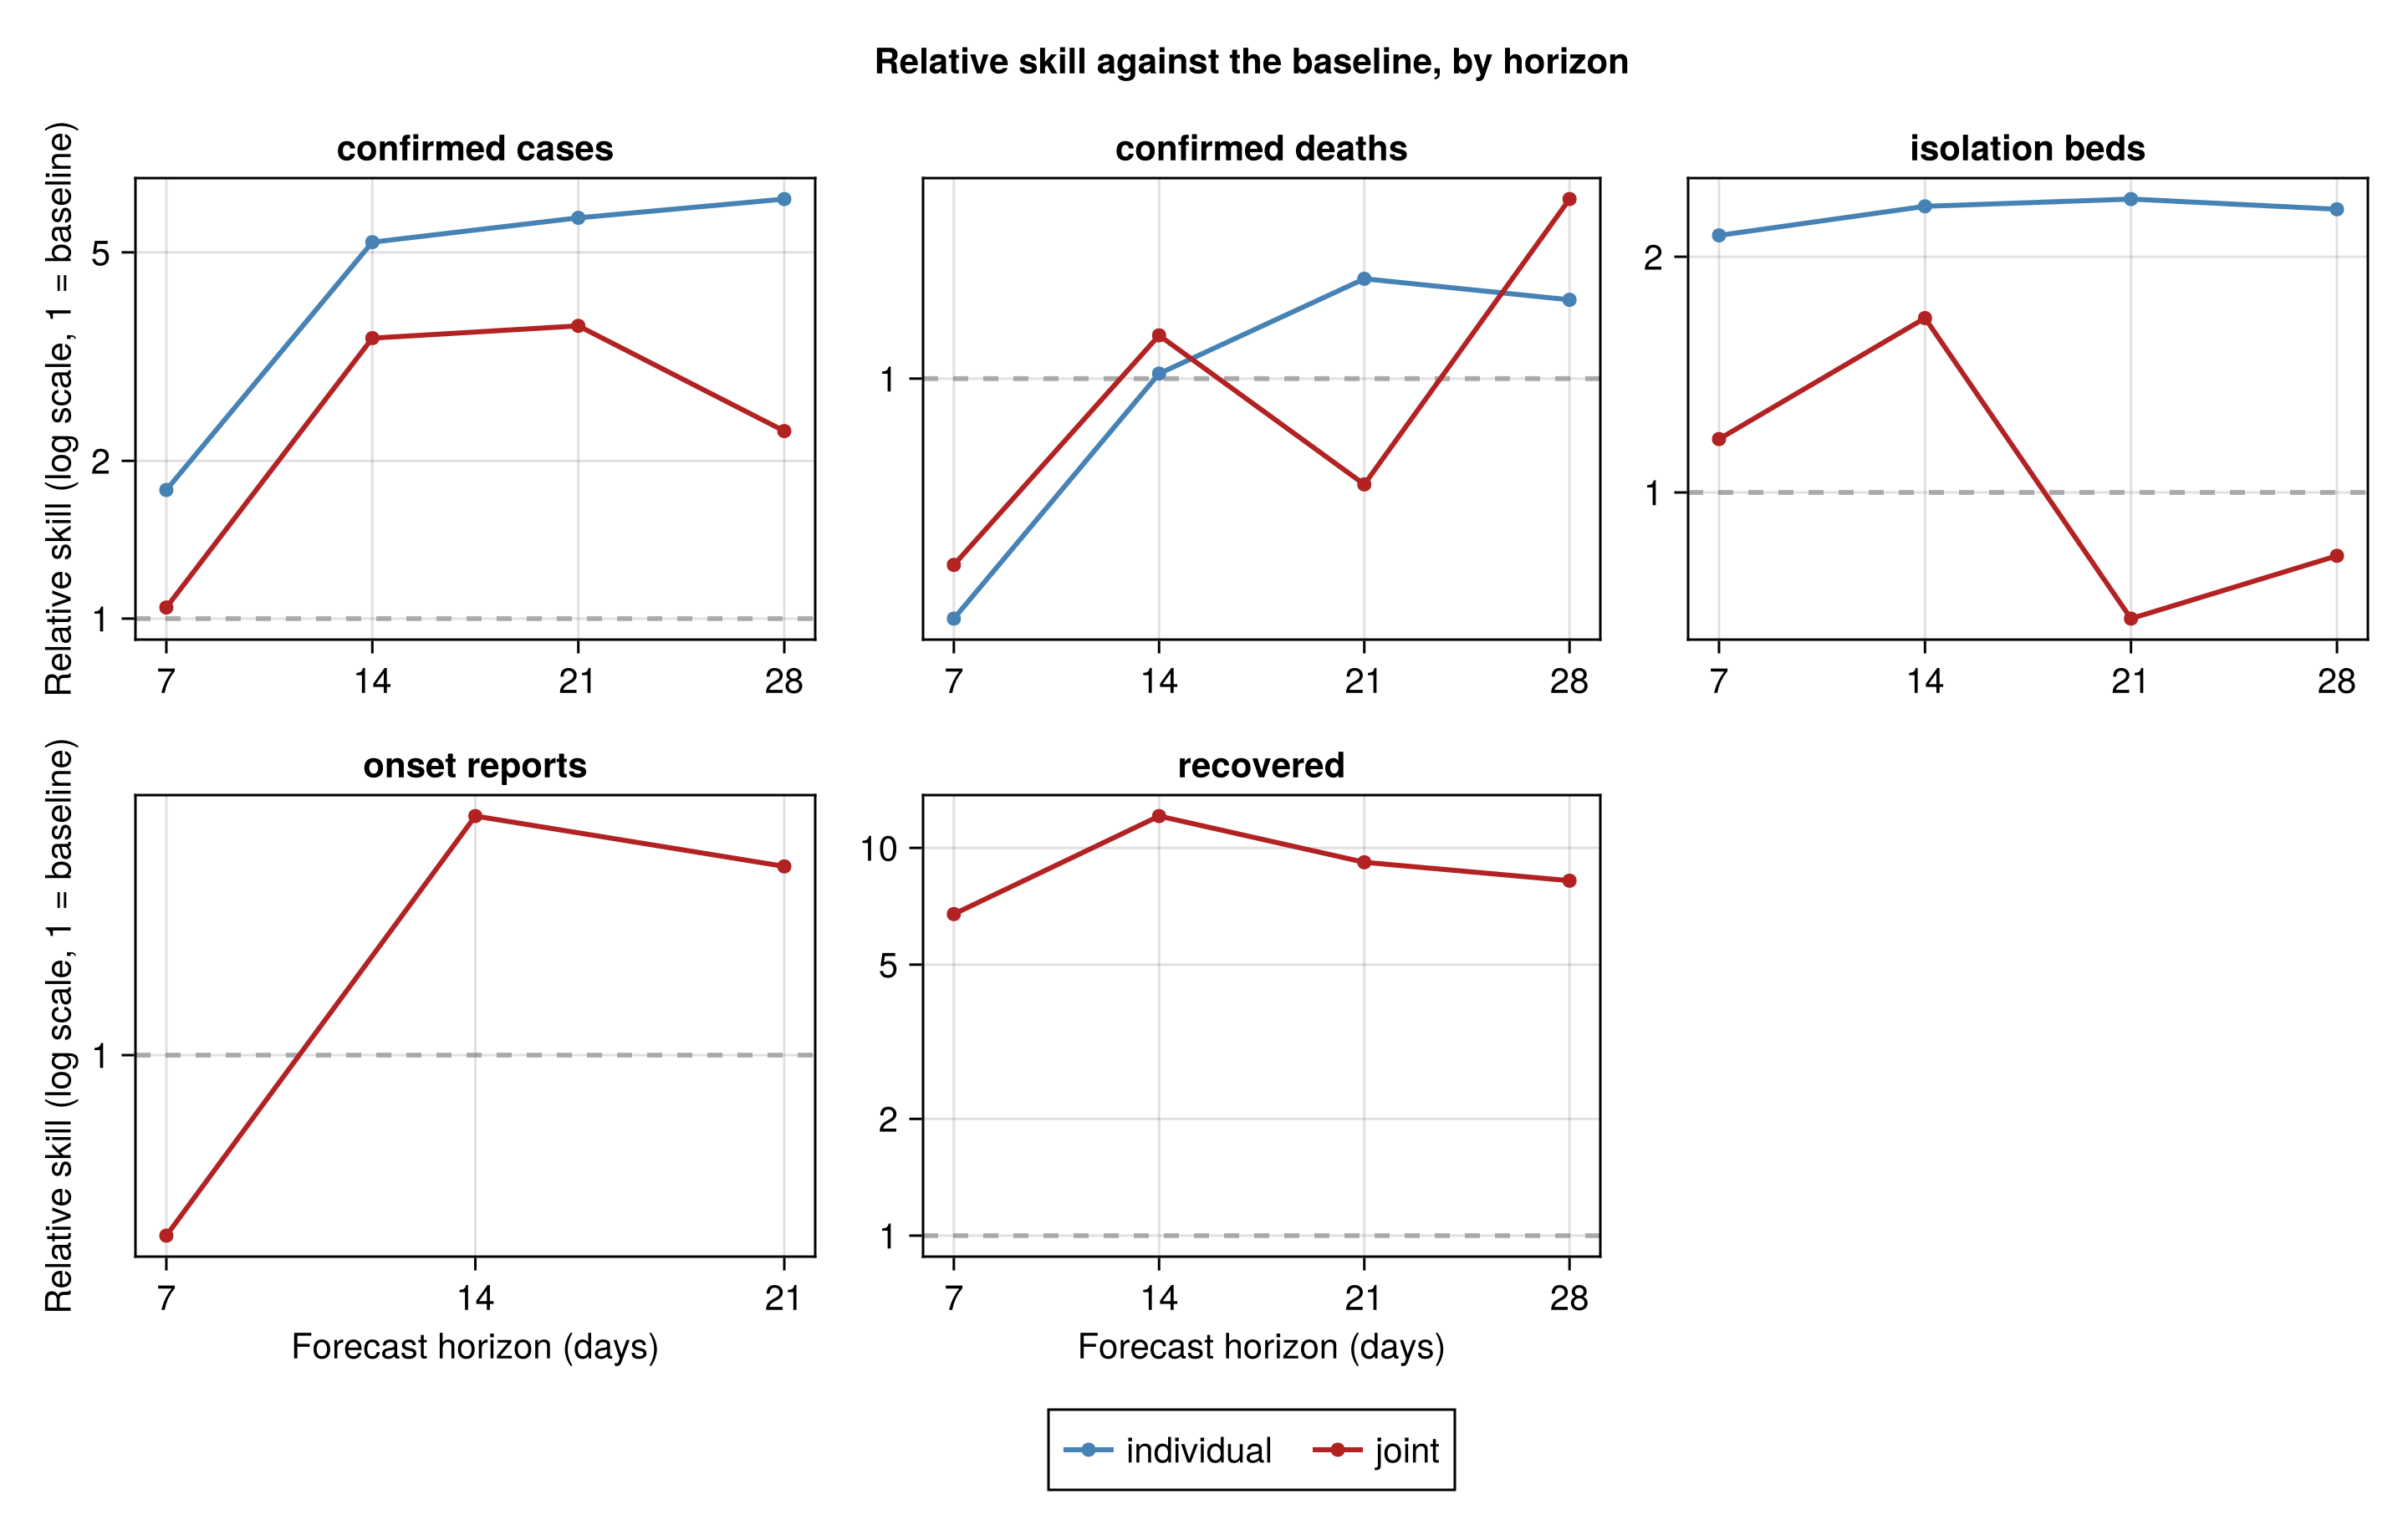 Relative skill against the baseline, by horizon
confirmed cases
confirmed deaths
isolation beds
Relative skill (log scale, 1 = baseline)
5
2
1
7 14 21 28
1
7 14 21 28
2
1
7 14 21 28
onset reports
recovered
Relative skill (log scale, 1 = baseline)
1
7 14 21
Forecast horizon (days)
10
5
2
1
7 14 21 28
Forecast horizon (days)
individual joint